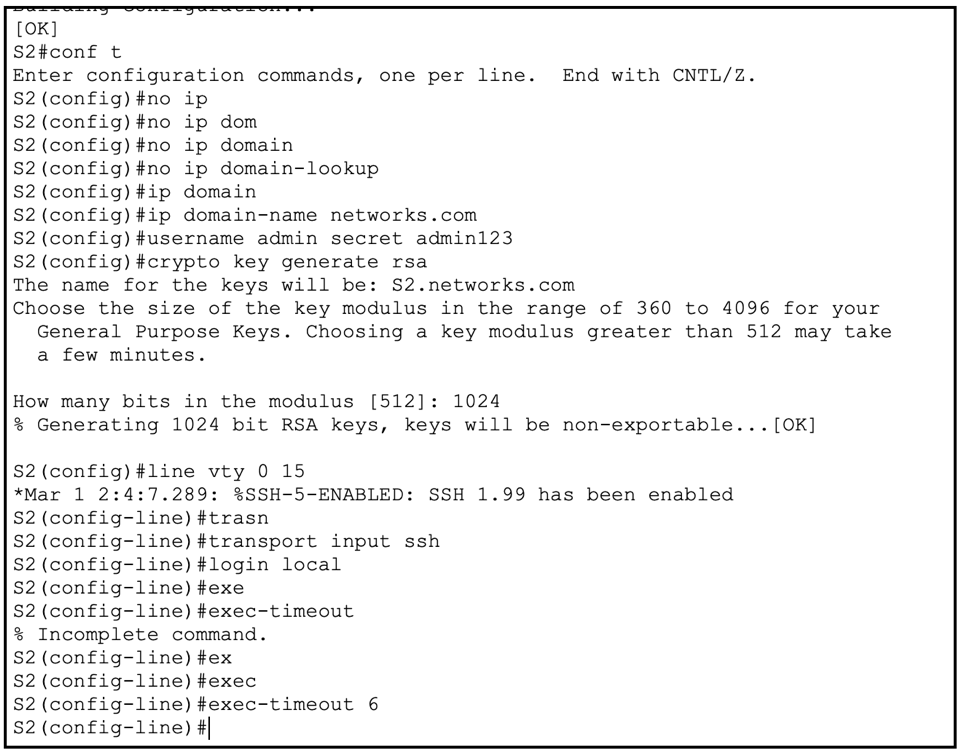 Building configuration...
[OK]
S2#conf t
Enter configuration commands, one per line.  End with CNTL/Z.
S2(config)#no ip
S2(config)#no ip dom
S2(config)#no ip domain
S2(config)#no ip domain-lookup
S2(config)#ip domain
S2(config)#ip domain-name networks.com
S2(config)#username admin secret admin123
S2(config)#crypto key generate rsa
The name for the keys will be: S2.networks.com
Choose the size of the key modulus in the range of 360 to 4096 for your
  General Purpose Keys. Choosing a key modulus greater than 512 may take
  a few minutes.

How many bits in the modulus [512]: 1024
% Generating 1024 bit RSA keys, keys will be non-exportable...[OK]

S2(config)#line vty 0 15
*Mar 1 2:4:7.289: %SSH-5-ENABLED: SSH 1.99 has been enabled
S2(config-line)#trasn
S2(config-line)#transport input ssh
S2(config-line)#login local
S2(config-line)#exe
S2(config-line)#exec-timeout
% Incomplete command.
S2(config-line)#ex
S2(config-line)#exec
S2(config-line)#exec-timeout 6
S2(config-line)#